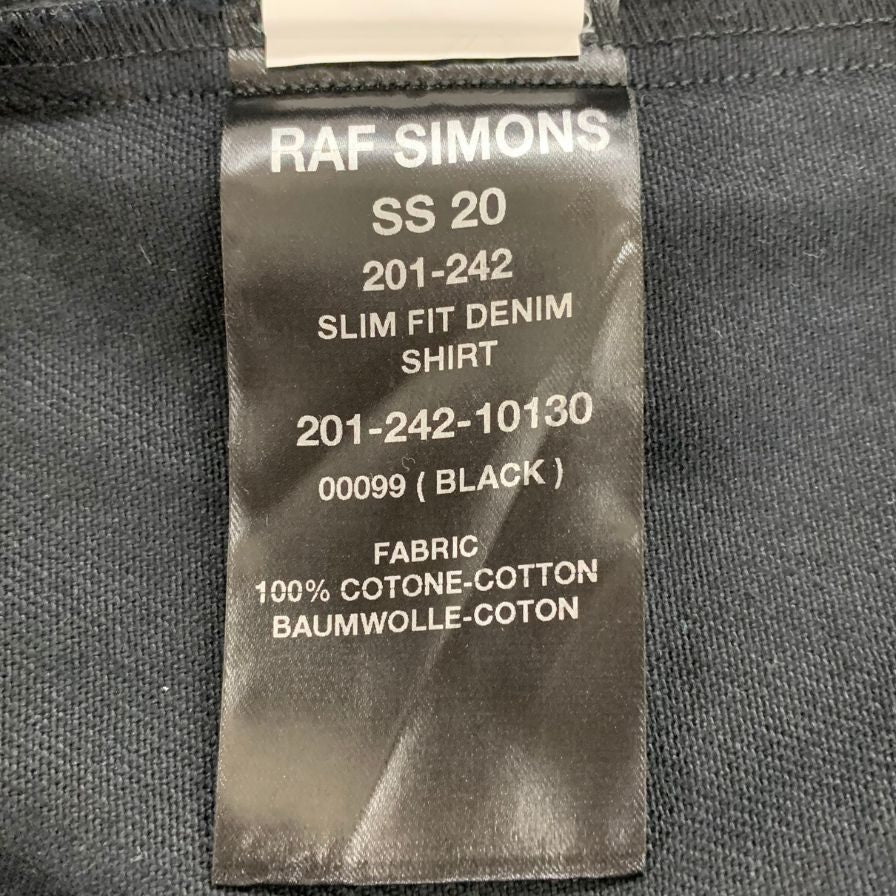 RAF SIMONS
SS 20
201-242
SLIM FIT DENIM
SHIRT
201-242-10130
00099 ( BLACK )
FABRIC
100% COTONE-COTTON
BAUMWOLLE-COTON